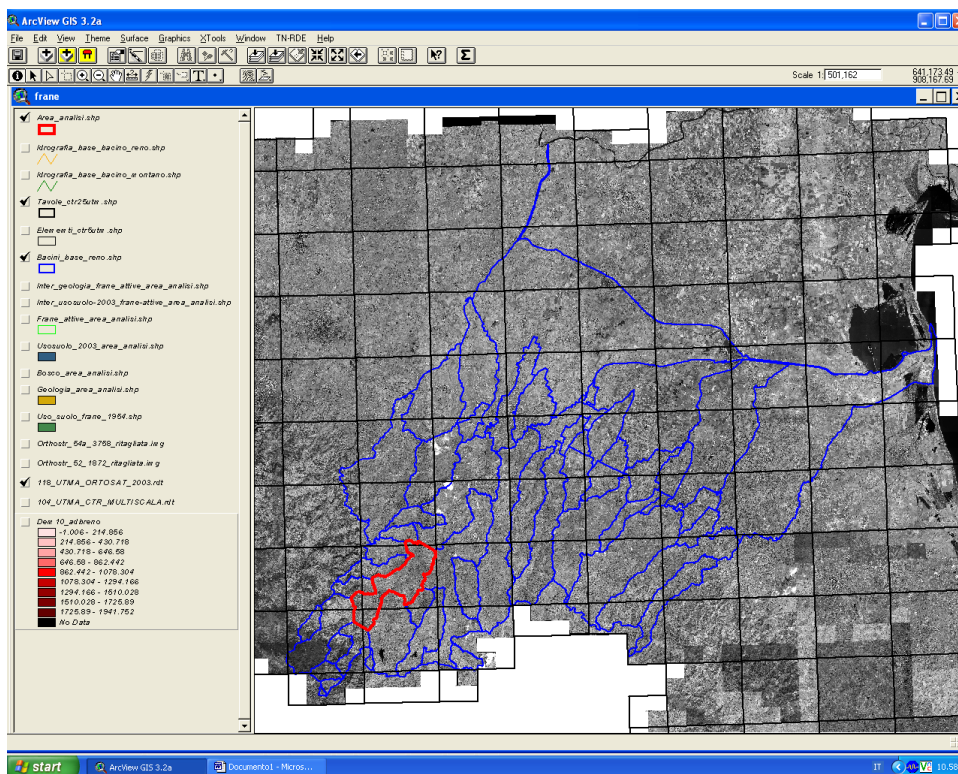 ArcView GIS 3.2a
File Edit View Theme Surface Graphics XTools Window TN-RDE Help
Scale 1: 501,162
641,173.49
908,167.69
frane
Area_analisi.shp
Idrografia_base_bacino_reno.shp
Idrografia_base_bacino_montano.shp
Tavole_ctr25utm.shp
Elementi_ctr5utm.shp
Bacini_base_reno.shp
Inter_geologia_frane_attive_area_analisi.shp
Inter_usosuolo-2003_frane-attive_area_analisi.shp
Frane_attive_area_analisi.shp
Usosuolo_2003_area_analisi.shp
Bosco_area_analisi.shp
Geologia_area_analisi.shp
Uso_suolo_frane_1954.shp
Orthostr_54a_3758_ritagliata.img
Orthostr_52_1872_ritagliata.img
118_UTMA_ORTOSAT_2003.rdt
104_UTMA_CTR_MULTISCALA.rdt
Dem10_adbreno
-1.006 - 214.856
214.856 - 430.718
430.718 - 646.58
646.58 - 862.442
862.442 - 1078.304
1078.304 - 1294.166
1294.166 - 1510.028
1510.028 - 1725.89
1725.89 - 1941.752
No Data
start
ArcView GIS 3.2a
Documento1 - Micros...
IT
10.58